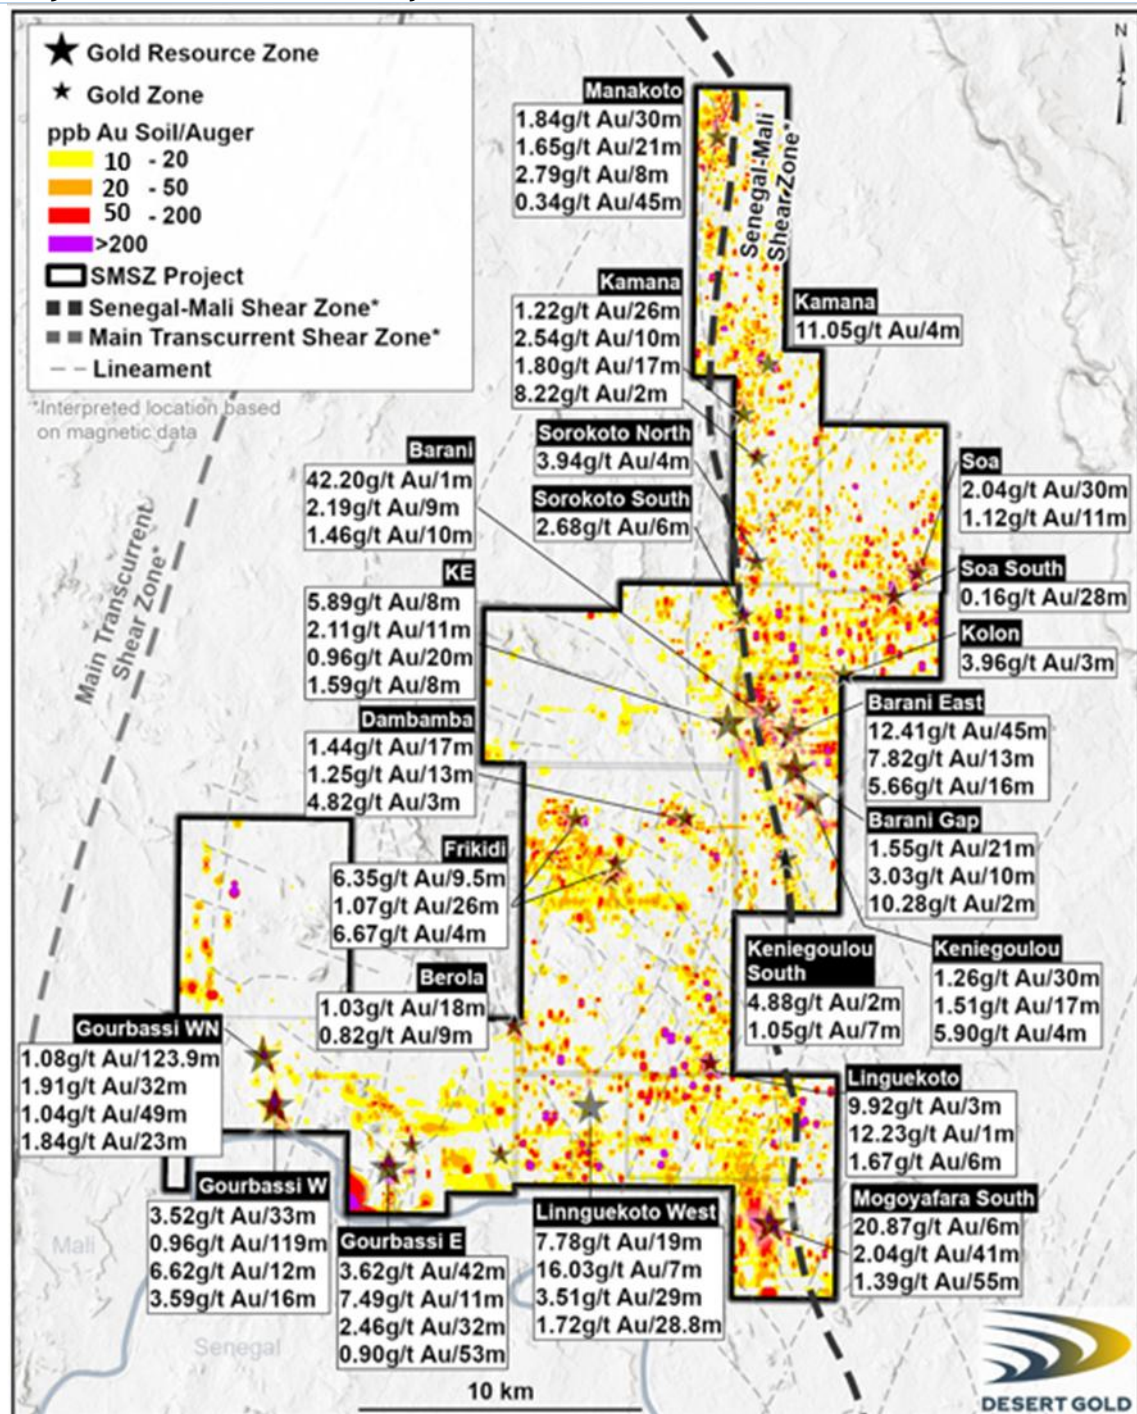 Gold Resource Zone
Gold Zone
ppb Au Soil/Auger
10 - 20
20 - 50
50 - 200
>200
SMSZ Project
Senegal-Mali Shear Zone*
Main Transcurrent Shear Zone*
Lineament
*Interpreted location based
on magnetic data
N
Manakoto
1.84g/t Au/30m
1.65g/t Au/21m
2.79g/t Au/8m
0.34g/t Au/45m
Senegal-Mali
Shear Zone*
Kamana
1.22g/t Au/26m
2.54g/t Au/10m
1.80g/t Au/17m
8.22g/t Au/2m
Kamana
11.05g/t Au/4m
Sorokoto North
3.94g/t Au/4m
Sorokoto South
2.68g/t Au/6m
Barani
42.20g/t Au/1m
2.19g/t Au/9m
1.46g/t Au/10m
Soa
2.04g/t Au/30m
1.12g/t Au/11m
Soa South
0.16g/t Au/28m
Kolon
3.96g/t Au/3m
KE
5.89g/t Au/8m
2.11g/t Au/11m
0.96g/t Au/20m
1.59g/t Au/8m
Main Transcurrent
Shear Zone*
Barani East
12.41g/t Au/45m
7.82g/t Au/13m
5.66g/t Au/16m
Dambamba
1.44g/t Au/17m
1.25g/t Au/13m
4.82g/t Au/3m
Barani Gap
1.55g/t Au/21m
3.03g/t Au/10m
10.28g/t Au/2m
Frikidi
6.35g/t Au/9.5m
1.07g/t Au/26m
6.67g/t Au/4m
Keniegoulou
South
4.88g/t Au/2m
1.05g/t Au/7m
Keniegoulou
1.26g/t Au/30m
1.51g/t Au/17m
5.90g/t Au/4m
Berola
1.03g/t Au/18m
0.82g/t Au/9m
Gourbassi WN
1.08g/t Au/123.9m
1.91g/t Au/32m
1.04g/t Au/49m
1.84g/t Au/23m
Linguekoto
9.92g/t Au/3m
12.23g/t Au/1m
1.67g/t Au/6m
Gourbassi W
3.52g/t Au/33m
0.96g/t Au/119m
6.62g/t Au/12m
3.59g/t Au/16m
Gourbassi E
3.62g/t Au/42m
7.49g/t Au/11m
2.46g/t Au/32m
0.90g/t Au/53m
Linnguekoto West
7.78g/t Au/19m
16.03g/t Au/7m
3.51g/t Au/29m
1.72g/t Au/28.8m
Mogoyafara South
20.87g/t Au/6m
2.04g/t Au/41m
1.39g/t Au/55m
Mali
Senegal
10 km
DESERT GOLD